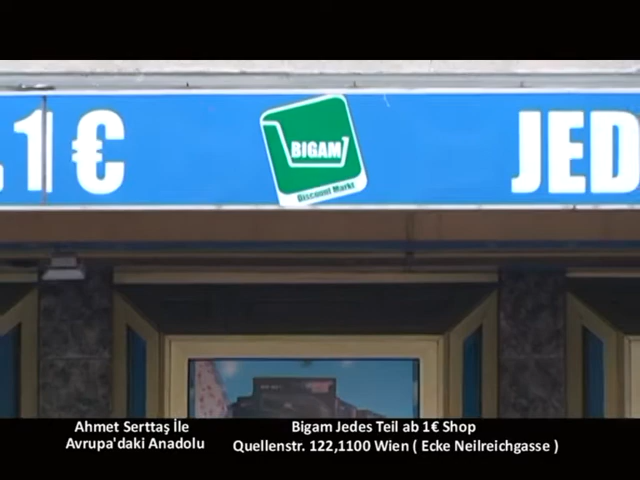 .1€
BIGAM
Discount Markt
JED
Ahmet Serttaş İle
Avrupa'daki Anadolu
Bigam Jedes Teil ab 1€ Shop
Quellenstr. 122,1100 Wien ( Ecke Neilreichgasse )